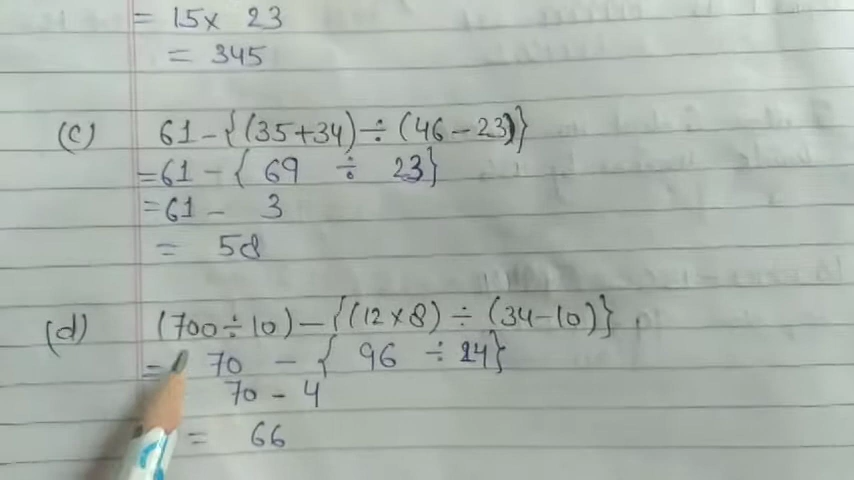 = 15x 23
= 345
(c) 61-{(35+34)÷(46-23)}
=61-{ 69 ÷ 23}
=61- 3
= 58
(d) (700÷10)-{(12×8)÷(34-10)}
= 70 - { 96 ÷ 24}
70 - 4
= 66